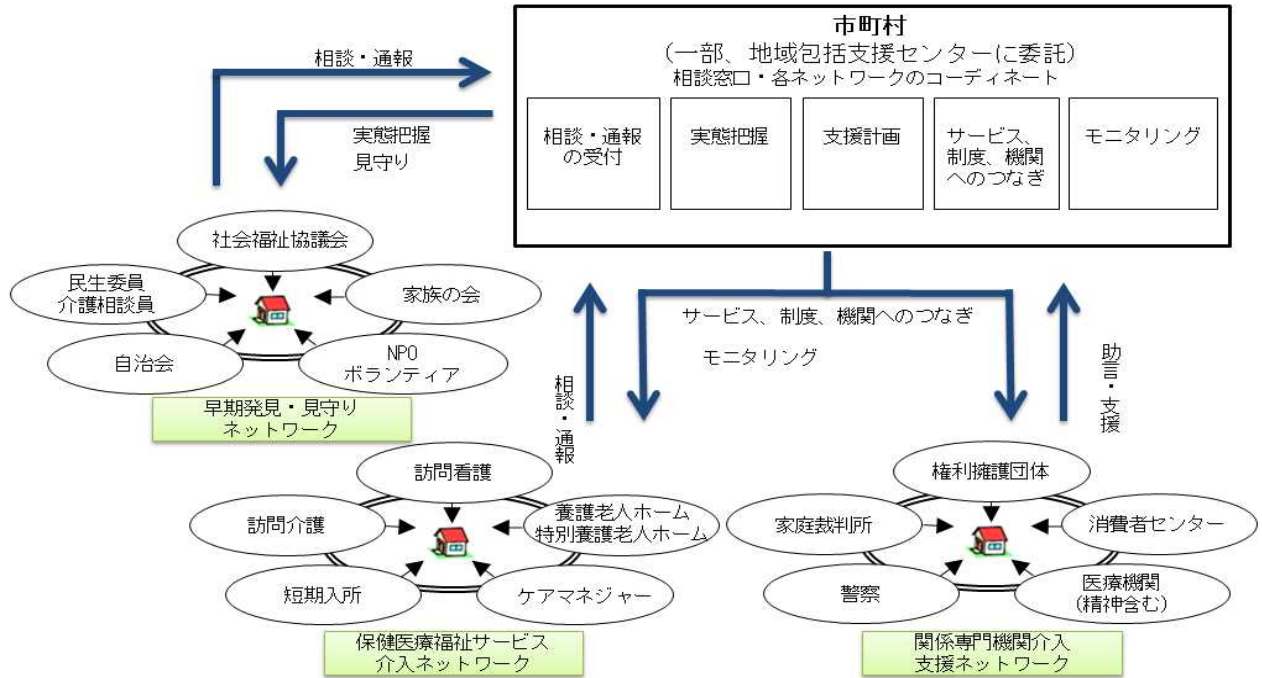 市町村
（一部、地域包括支援センターに委託）
相談窓口・各ネットワークのコーディネート
相談・通報
の受付
実態把握
支援計画
サービス、
制度、機関
へのつなぎ
モニタリング
相談・通報
実態把握
見守り
社会福祉協議会
民生委員
介護相談員
家族の会
自治会
NPO
ボランティア
早期発見・見守り
ネットワーク
サービス、制度、機関へのつなぎ
モニタリング
相談・通報
助言・支援
訪問看護
訪問介護
養護老人ホーム
特別養護老人ホーム
短期入所
ケアマネジャー
保健医療福祉サービス
介入ネットワーク
権利擁護団体
家庭裁判所
消費者センター
警察
医療機関
(精神含む)
関係専門機関介入
支援ネットワーク